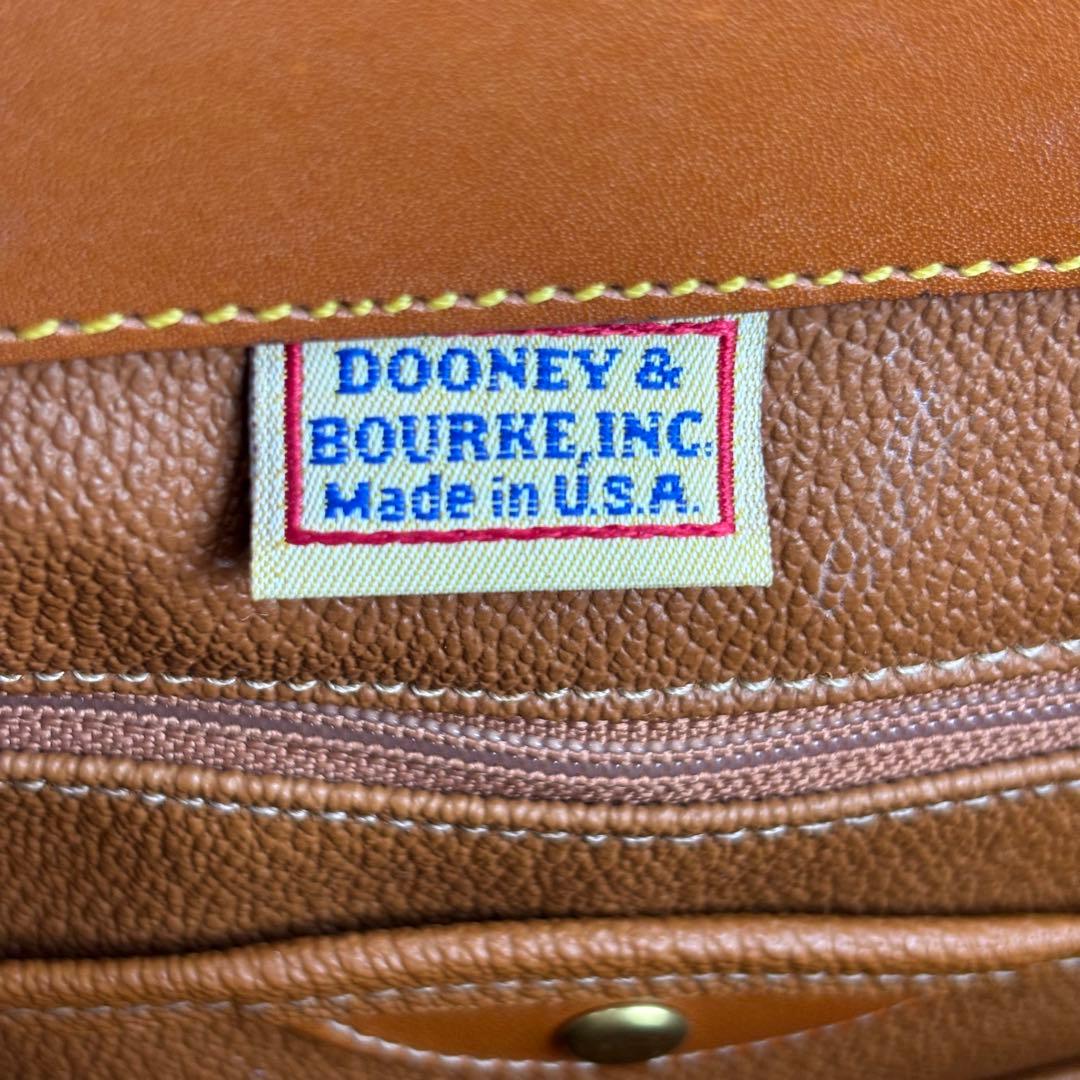 DOONEY &
BOURKE, INC.
Made in U.S.A.